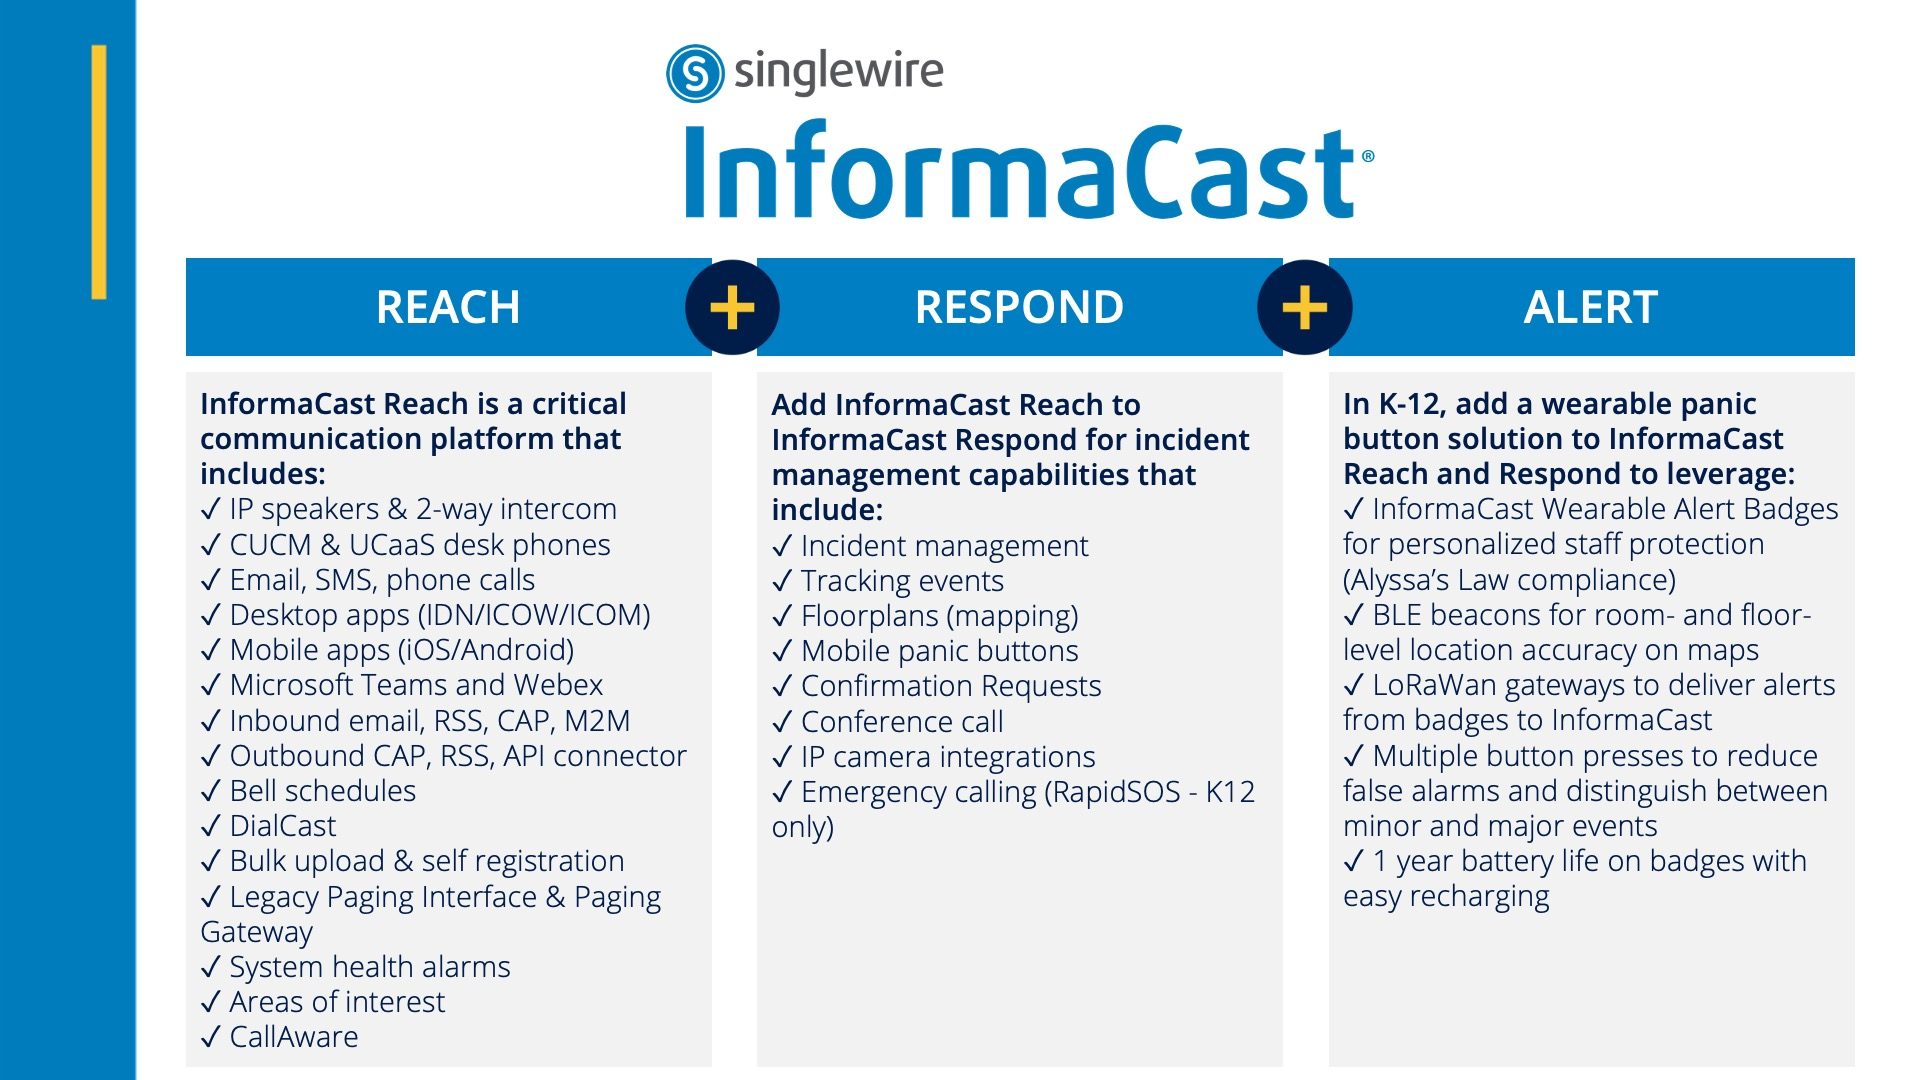 singlewire
InformaCast®
REACH
+
RESPOND
+
ALERT
InformaCast Reach is a critical
communication platform that
includes:
✓ IP speakers & 2-way intercom
✓ CUCM & UCaaS desk phones
✓ Email, SMS, phone calls
✓ Desktop apps (IDN/ICOW/ICOM)
✓ Mobile apps (iOS/Android)
✓ Microsoft Teams and Webex
✓ Inbound email, RSS, CAP, M2M
✓ Outbound CAP, RSS, API connector
✓ Bell schedules
✓ DialCast
✓ Bulk upload & self registration
✓ Legacy Paging Interface & Paging
Gateway
✓ System health alarms
✓ Areas of interest
✓ CallAware
Add InformaCast Reach to
InformaCast Respond for incident
management capabilities that
include:
✓ Incident management
✓ Tracking events
✓ Floorplans (mapping)
✓ Mobile panic buttons
✓ Confirmation Requests
✓ Conference call
✓ IP camera integrations
✓ Emergency calling (RapidSOS - K12
only)
In K-12, add a wearable panic
button solution to InformaCast
Reach and Respond to leverage:
✓ InformaCast Wearable Alert Badges
for personalized staff protection
(Alyssa’s Law compliance)
✓ BLE beacons for room- and floor-
level location accuracy on maps
✓ LoRaWan gateways to deliver alerts
from badges to InformaCast
✓ Multiple button presses to reduce
false alarms and distinguish between
minor and major events
✓ 1 year battery life on badges with
easy recharging